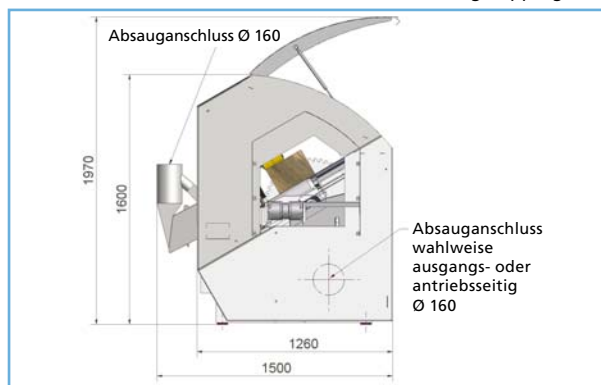 Absauganschluss Ø 160
1970
1600
Absauganschluss
wahlweise
ausgangs- oder
antriebsseitig
Ø 160
1260
1500